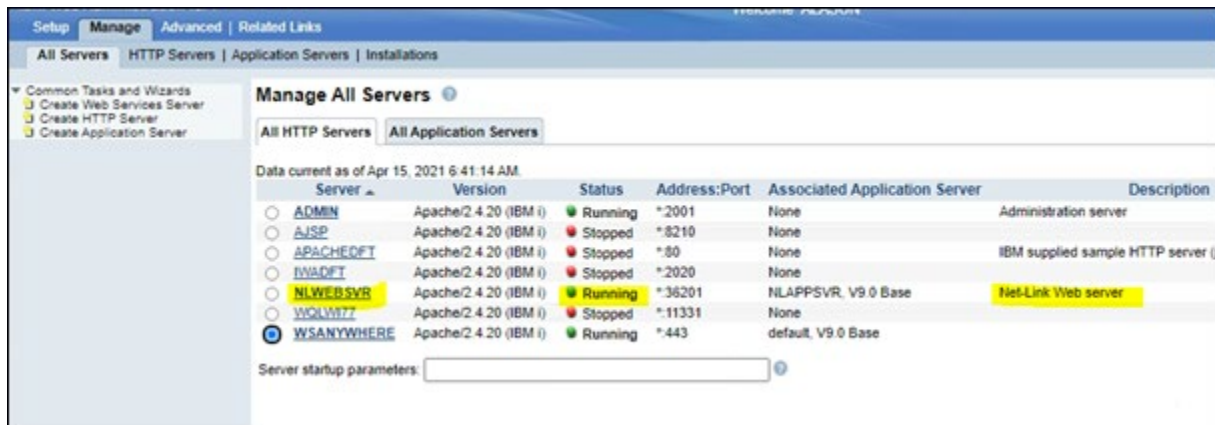 Welcome ALADON
Setup Manage Advanced | Related Links
All Servers HTTP Servers | Application Servers | Installations
Common Tasks and Wizards
Create Web Services Server
Create HTTP Server
Create Application Server
Manage All Servers
All HTTP Servers All Application Servers
Data current as of Apr 15, 2021 6:41:14 AM.
Server Version Status Address:Port Associated Application Server Description
ADMIN Apache/2.4.20 (IBM i) Running *:2001 None Administration server
AJSP Apache/2.4.20 (IBM i) Stopped *:8210 None
APACHEDFT Apache/2.4.20 (IBM i) Stopped *:80 None IBM supplied sample HTTP server (
IWADFT Apache/2.4.20 (IBM i) Stopped *:2020 None
NLWEBSVR Apache/2.4.20 (IBM i) Running *:36201 NLAPPSVR, V9.0 Base Net-Link Web server
WQLWI77 Apache/2.4.20 (IBM i) Stopped *:11331 None
WSANYWHERE Apache/2.4.20 (IBM i) Running *:443 default, V9.0 Base
Server startup parameters: